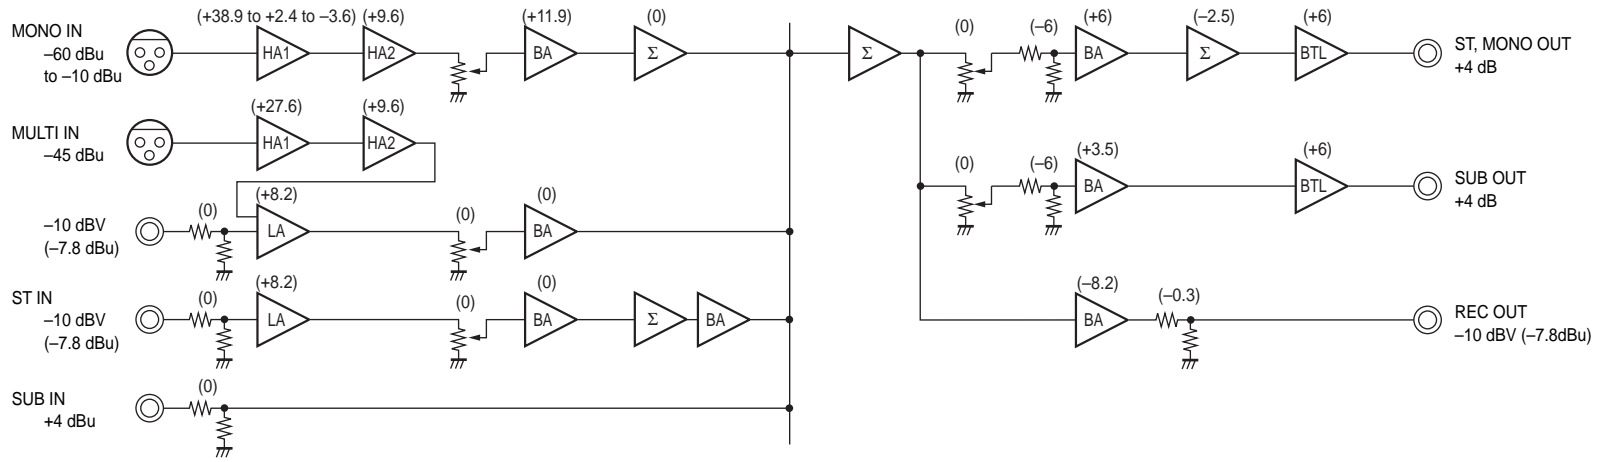 (+38.9 to +2.4 to –3.6) (+9.6) (+11.9) (0) (0) (–6) (+6) (–2.5) (+6)
MONO IN
–60 dBu
to –10 dBu
HA1 HA2 BA Σ Σ BA Σ BTL
ST, MONO OUT
+4 dB
(+27.6) (+9.6)
MULTI IN
–45 dBu
HA1 HA2
(0) (–6) (+3.5) (+6)
BA BTL
SUB OUT
+4 dB
(0) (+8.2) (0) (0)
–10 dBV
(–7.8 dBu)
LA BA
(0) (+8.2) (0) (0)
ST IN
–10 dBV
(–7.8 dBu)
LA BA Σ BA
(–8.2) (–0.3)
BA
REC OUT
–10 dBV (–7.8dBu)
(0)
SUB IN
+4 dBu